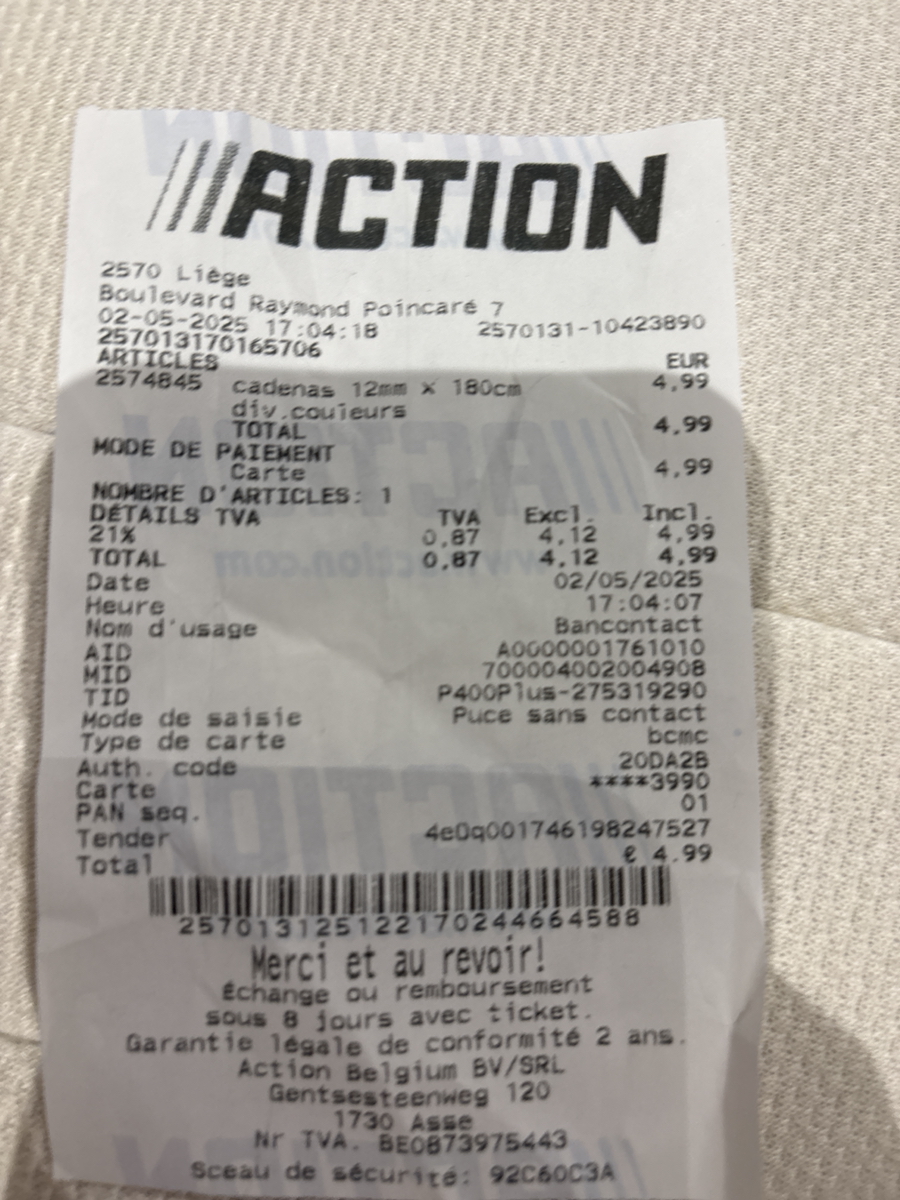 ACTION
2570 Liège
Boulevard Raymond Poincaré 7
02-05-2025 17:04:18 2570131-10423890
257013170165706
ARTICLES EUR
2574845 cadenas 12mm x 180cm 4,99
div.couleurs
TOTAL 4,99
MODE DE PAIEMENT
Carte 4,99
NOMBRE D'ARTICLES: 1
DÉTAILS TVA TVA Excl. Incl.
21% 0,87 4,12 4,99
TOTAL 0,87 4,12 4,99
Date 02/05/2025
Heure 17:04:07
Nom d'usage Bancontact
AID A0000001761010
MID 700004002004908
TID P400Plus-275319290
Mode de saisie Puce sans contact
Type de carte bcmc
Auth. code 20DA2B
Carte ****3990
PAN seq. 01
Tender 4e0q001746198247527
Total € 4.99
257013125122170244664588
Merci et au revoir!
Échange ou remboursement
sous 8 jours avec ticket.
Garantie légale de conformité 2 ans.
Action Belgium BV/SRL
Gentsesteenweg 120
1730 Asse
Nr TVA. BE0873975443
Sceau de sécurité: 92C60C3A